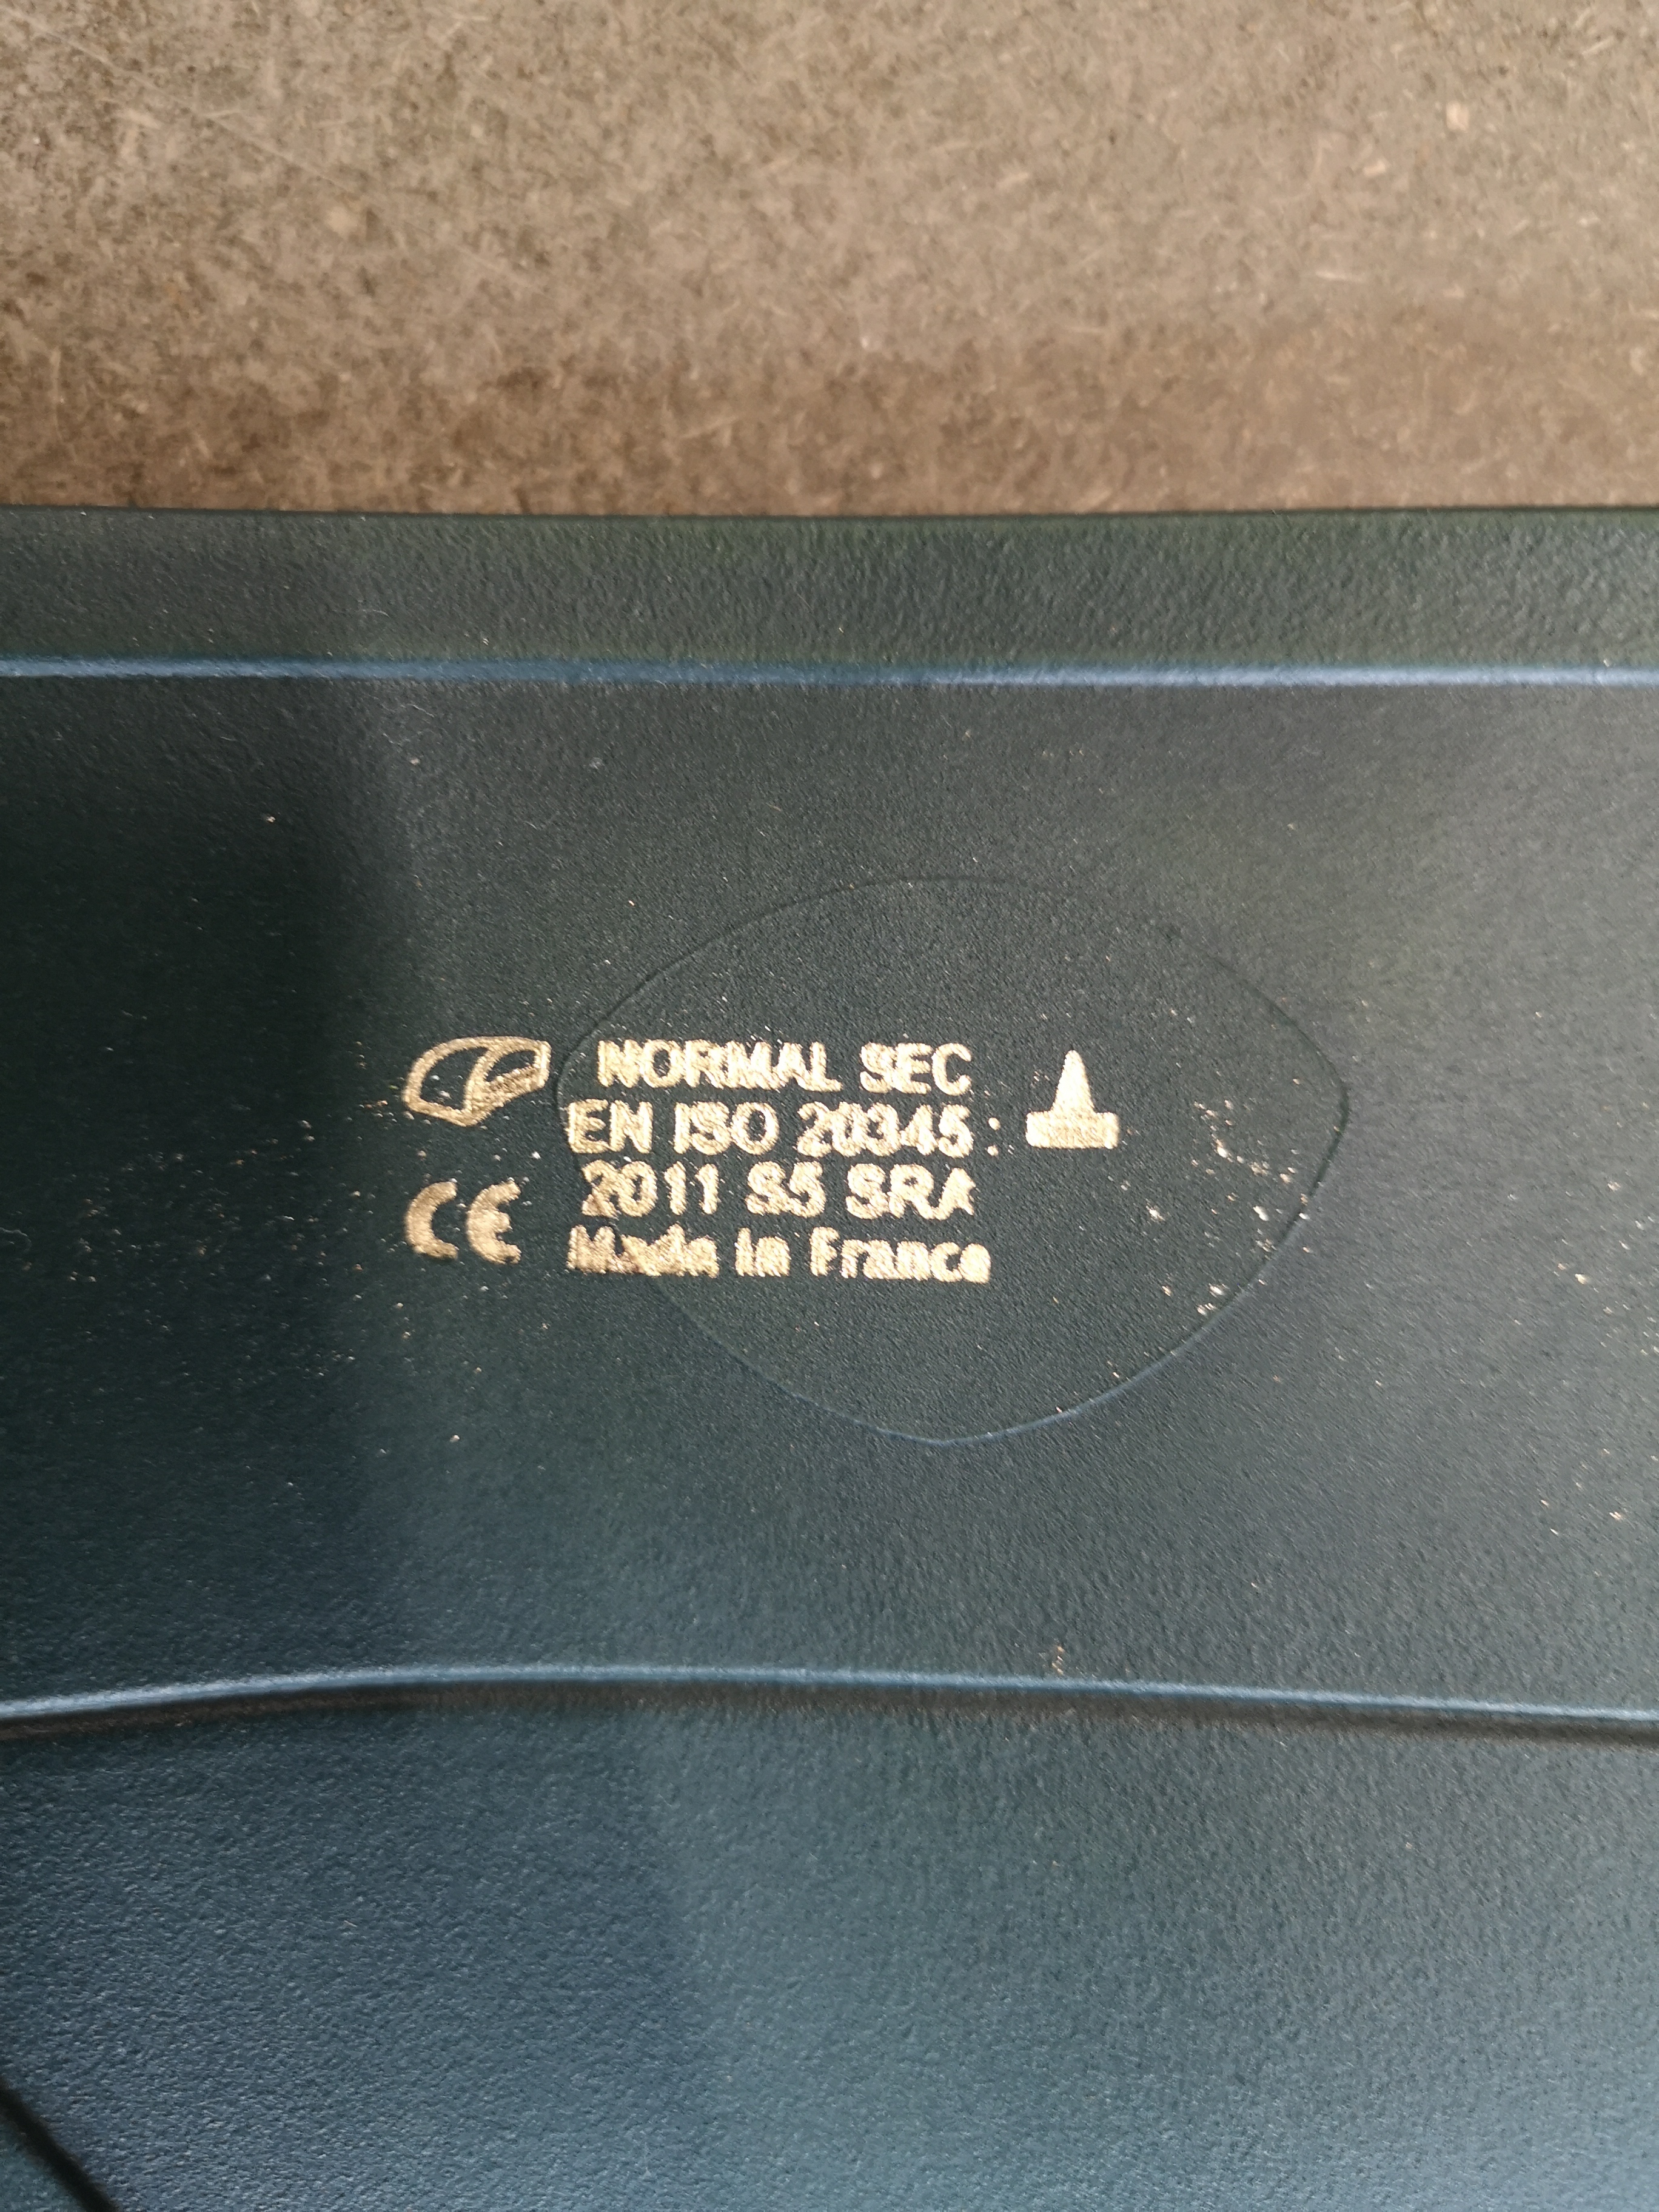 NORMAL SEC
EN ISO 20345:
2011 S5 SRA
CE Made in France